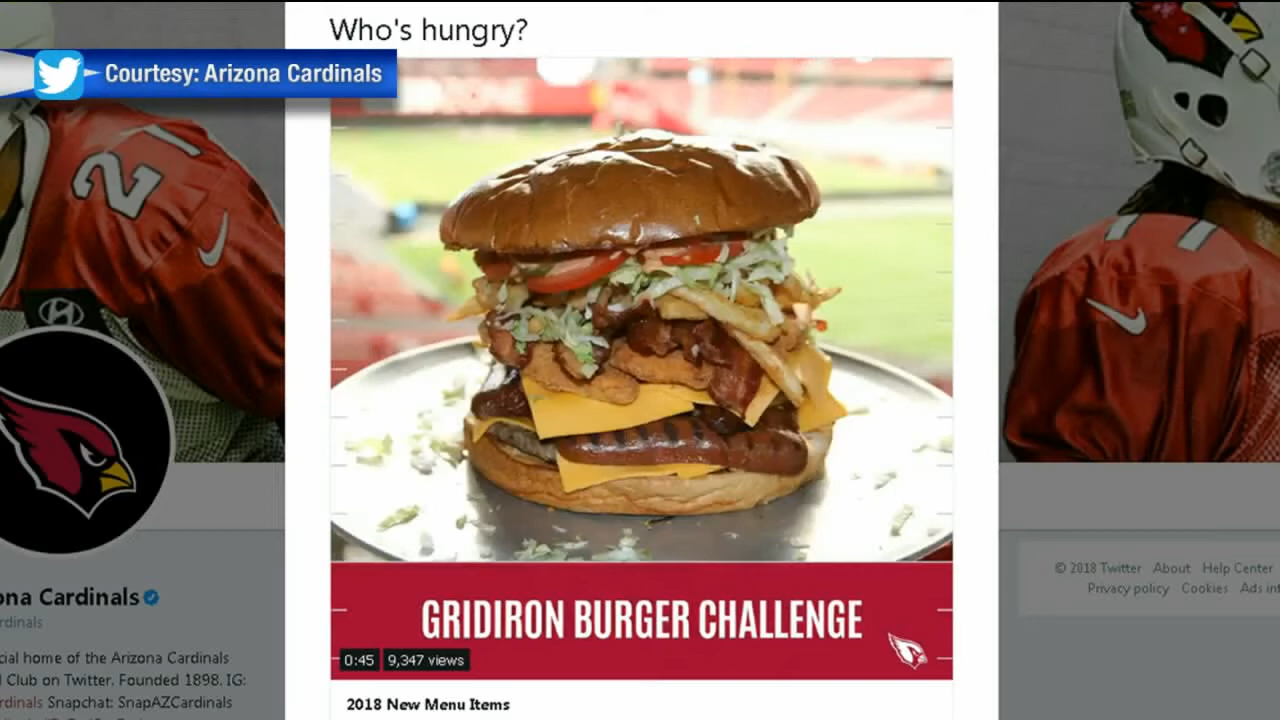 Who's hungry?
Courtesy: Arizona Cardinals
2
GRIDIRON BURGER CHALLENGE
0:45 9,347 views
2018 New Menu Items
ona Cardinals
rdinals
cial home of the Arizona Cardinals
l Club on Twitter. Founded 1898. IG:
rdinals Snapchat: SnapAZCardinals
© 2018 Twitter About Help Center
Privacy policy Cookies Ads in